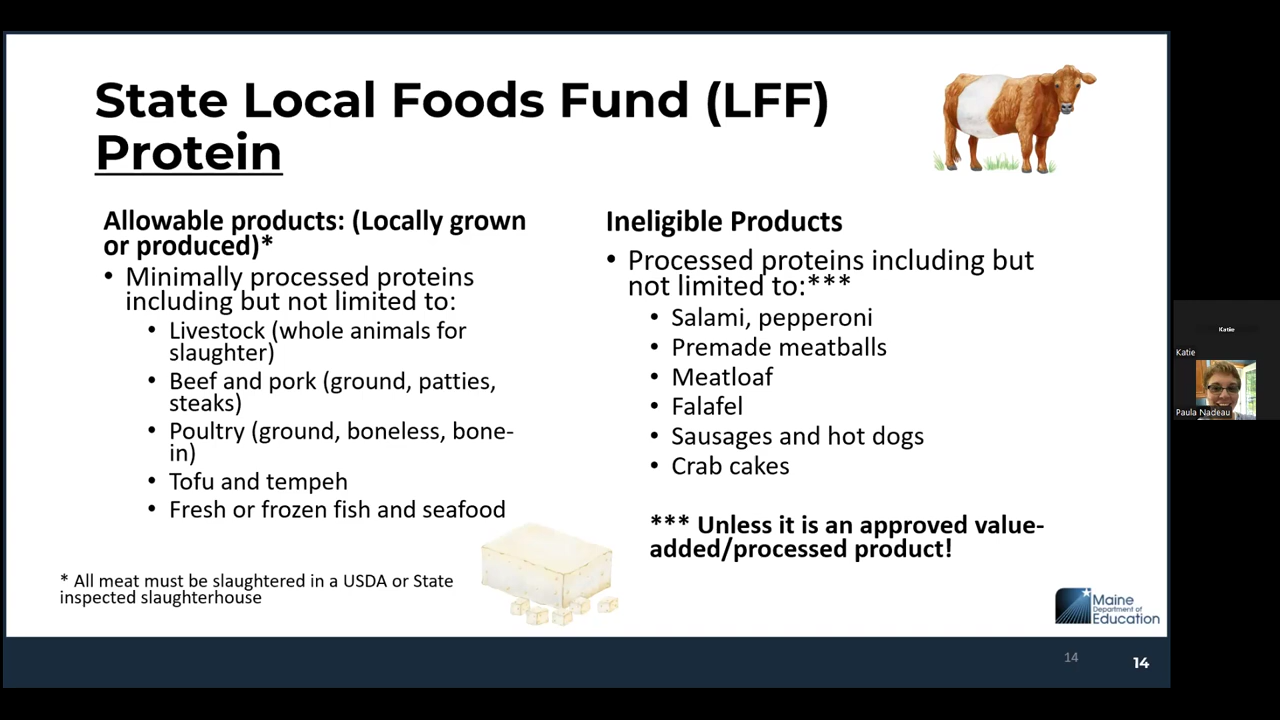 State Local Foods Fund (LFF)
Protein
Allowable products: (Locally grown
or produced)*
• Minimally processed proteins
including but not limited to:
• Livestock (whole animals for
slaughter)
• Beef and pork (ground, patties,
steaks)
• Poultry (ground, boneless, bone-
in)
• Tofu and tempeh
• Fresh or frozen fish and seafood
* All meat must be slaughtered in a USDA or State
inspected slaughterhouse
Ineligible Products
• Processed proteins including but
not limited to:***
• Salami, pepperoni
• Premade meatballs
• Meatloaf
• Falafel
• Sausages and hot dogs
• Crab cakes
*** Unless it is an approved value-
added/processed product!
Maine
Department of
Education
14
14
Katie
Katie
Paula Nadeau